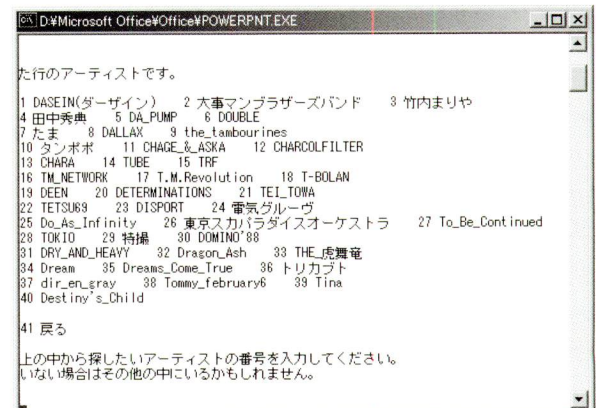 D:¥Microsoft Office¥Office¥POWERPNT.EXE
た行のアーティストです。
1 DASEIN(ダーザイン)　2 大事マンブラザーズバンド　3 竹内まりや
4 田中秀典　5 DA_PUMP　6 DOUBLE
7 たま　8 DALLAX　9 the_tambourines
10 タンポポ　11 CHAGE_&_ASKA　12 CHARCOLFILTER
13 CHARA　14 TUBE　15 TRF
16 TM_NETWORK　17 T.M.Revolution　18 T-BOLAN
19 DEEN　20 DETERMINATIONS　21 TEI_TOWA
22 TETSU69　23 DISPORT　24 電気グルーヴ
25 Do_As_Infinity　26 東京スカパラダイスオーケストラ　27 To_Be_Continued
28 TOKIO　29 特撮　30 DOMINO'88
31 DRY_AND_HEAVY　32 Dragon_Ash　33 THE_虎舞竜
34 Dream　35 Dreams_Come_True　36 トリカブト
37 dir_en_gray　38 Tommy_february6　39 Tina
40 Destiny's_Child
41 戻る
上の中から探したいアーティストの番号を入力してください。
いない場合はその他の中にいるかもしれません。